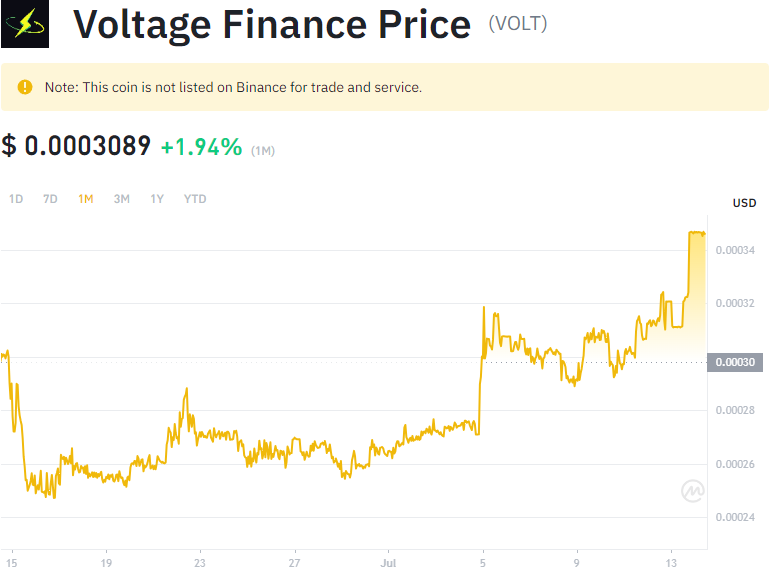 Voltage Finance Price (VOLT)
Note: This coin is not listed on Binance for trade and service.
$ 0.0003089 +1.94% (1M)
1D 7D 1M 3M 1Y YTD
USD
0.00034
0.00032
0.00030
0.00028
0.00026
0.00024
15 19 23 27 Jul 5 9 13